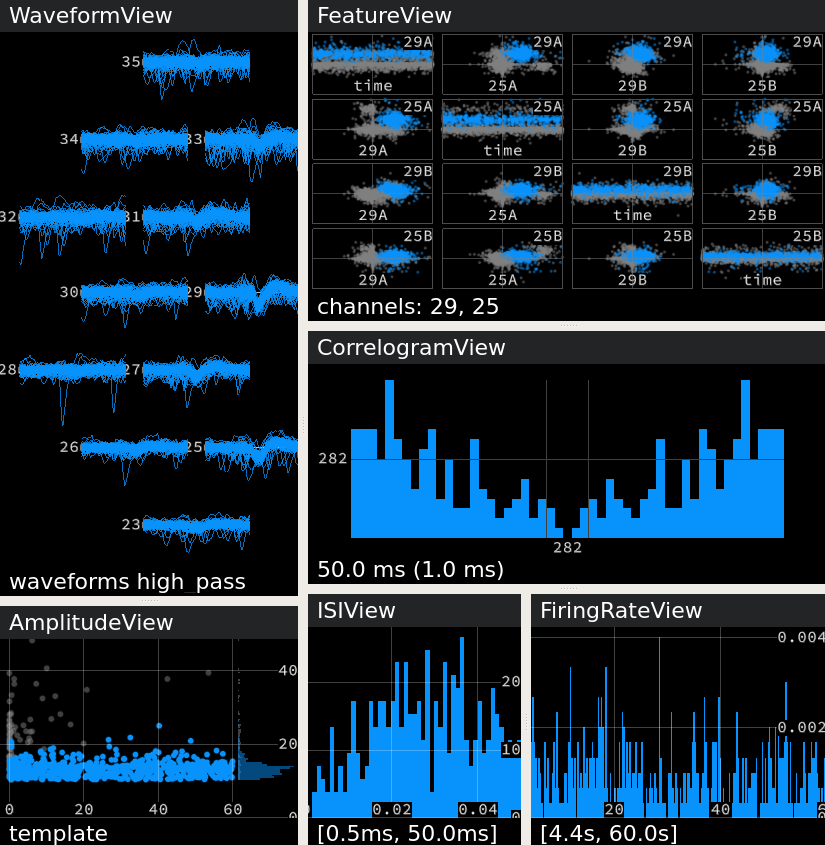 WaveformView
35
34 33
32 31
30 29
28 27
26 25
23
waveforms high_pass
FeatureView
29A 29A 29A 29A
time 25A 29B 25B
25A 25A 25A 25A
29A time 29B 25B
29B 29B 29B 29B
29A 25A time 25B
25B 25B 25B 25B
29A 25A 29B time
channels: 29, 25
CorrelogramView
282
282
50.0 ms (1.0 ms)
AmplitudeView
40
20
0
0 20 40 60
template
ISIView
20
10
0
0.02 0.04
[0.5ms, 50.0ms]
FiringRateView
0.004
0.002
20 40
[4.4s, 60.0s]